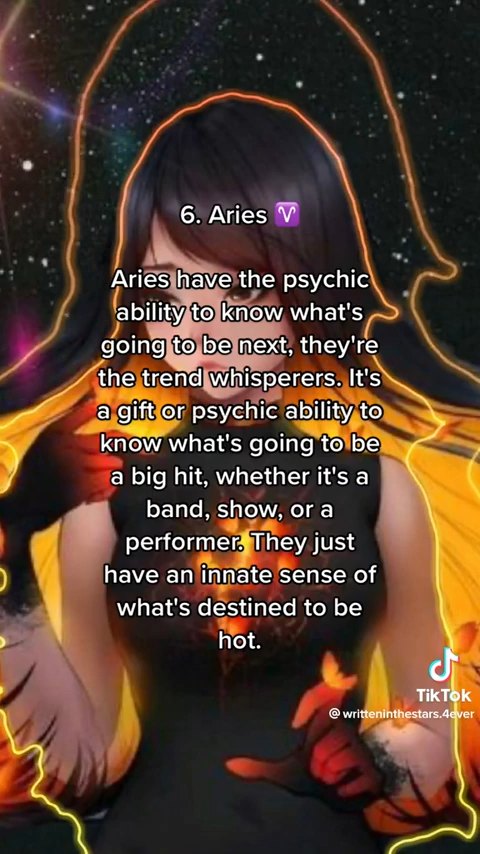 6. Aries ♈
Aries have the psychic
ability to know what's
going to be next, they're
the trend whisperers. It's
a gift or psychic ability to
know what's going to be
a big hit, whether it's a
band, show, or a
performer. They just
have an innate sense of
what's destined to be
hot.
TikTok
@writteninthestars.4ever